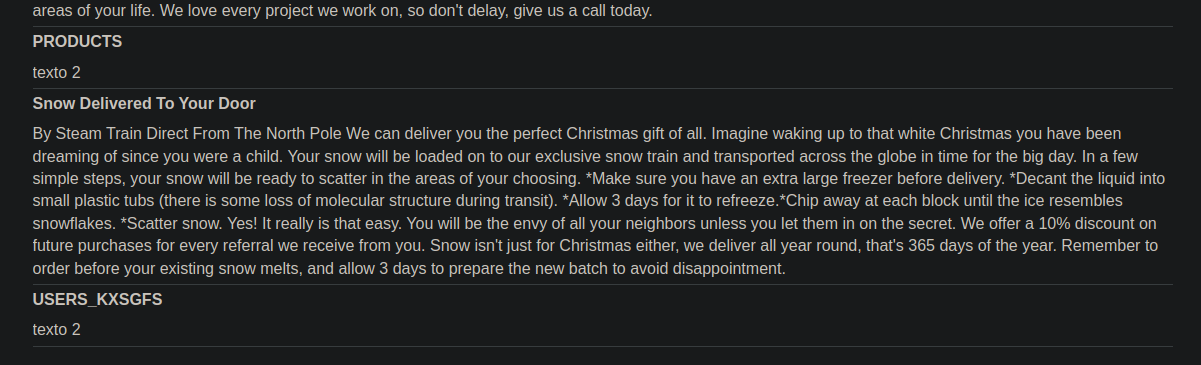 areas of your life. We love every project we work on, so don't delay, give us a call today.
PRODUCTS
texto 2
Snow Delivered To Your Door
By Steam Train Direct From The North Pole We can deliver you the perfect Christmas gift of all. Imagine waking up to that white Christmas you have been
dreaming of since you were a child. Your snow will be loaded on to our exclusive snow train and transported across the globe in time for the big day. In a few
simple steps, your snow will be ready to scatter in the areas of your choosing. *Make sure you have an extra large freezer before delivery. *Decant the liquid into
small plastic tubs (there is some loss of molecular structure during transit). *Allow 3 days for it to refreeze.*Chip away at each block until the ice resembles
snowflakes. *Scatter snow. Yes! It really is that easy. You will be the envy of all your neighbors unless you let them in on the secret. We offer a 10% discount on
future purchases for every referral we receive from you. Snow isn't just for Christmas either, we deliver all year round, that's 365 days of the year. Remember to
order before your existing snow melts, and allow 3 days to prepare the new batch to avoid disappointment.
USERS_KXSGFS
texto 2